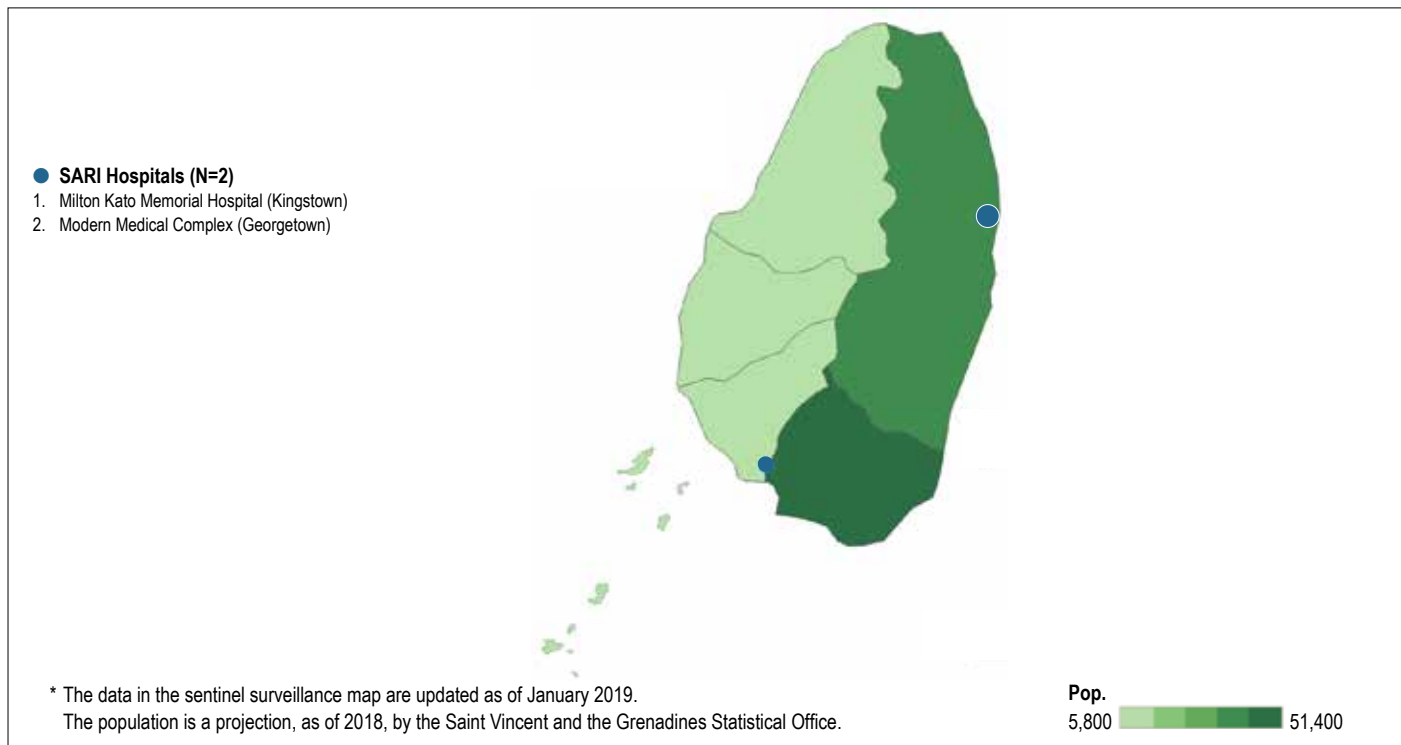 SARI Hospitals (N=2)
1. Milton Kato Memorial Hospital (Kingstown)
2. Modern Medical Complex (Georgetown)
* The data in the sentinel surveillance map are updated as of January 2019.
The population is a projection, as of 2018, by the Saint Vincent and the Grenadines Statistical Office.
Pop.
5,800 51,400